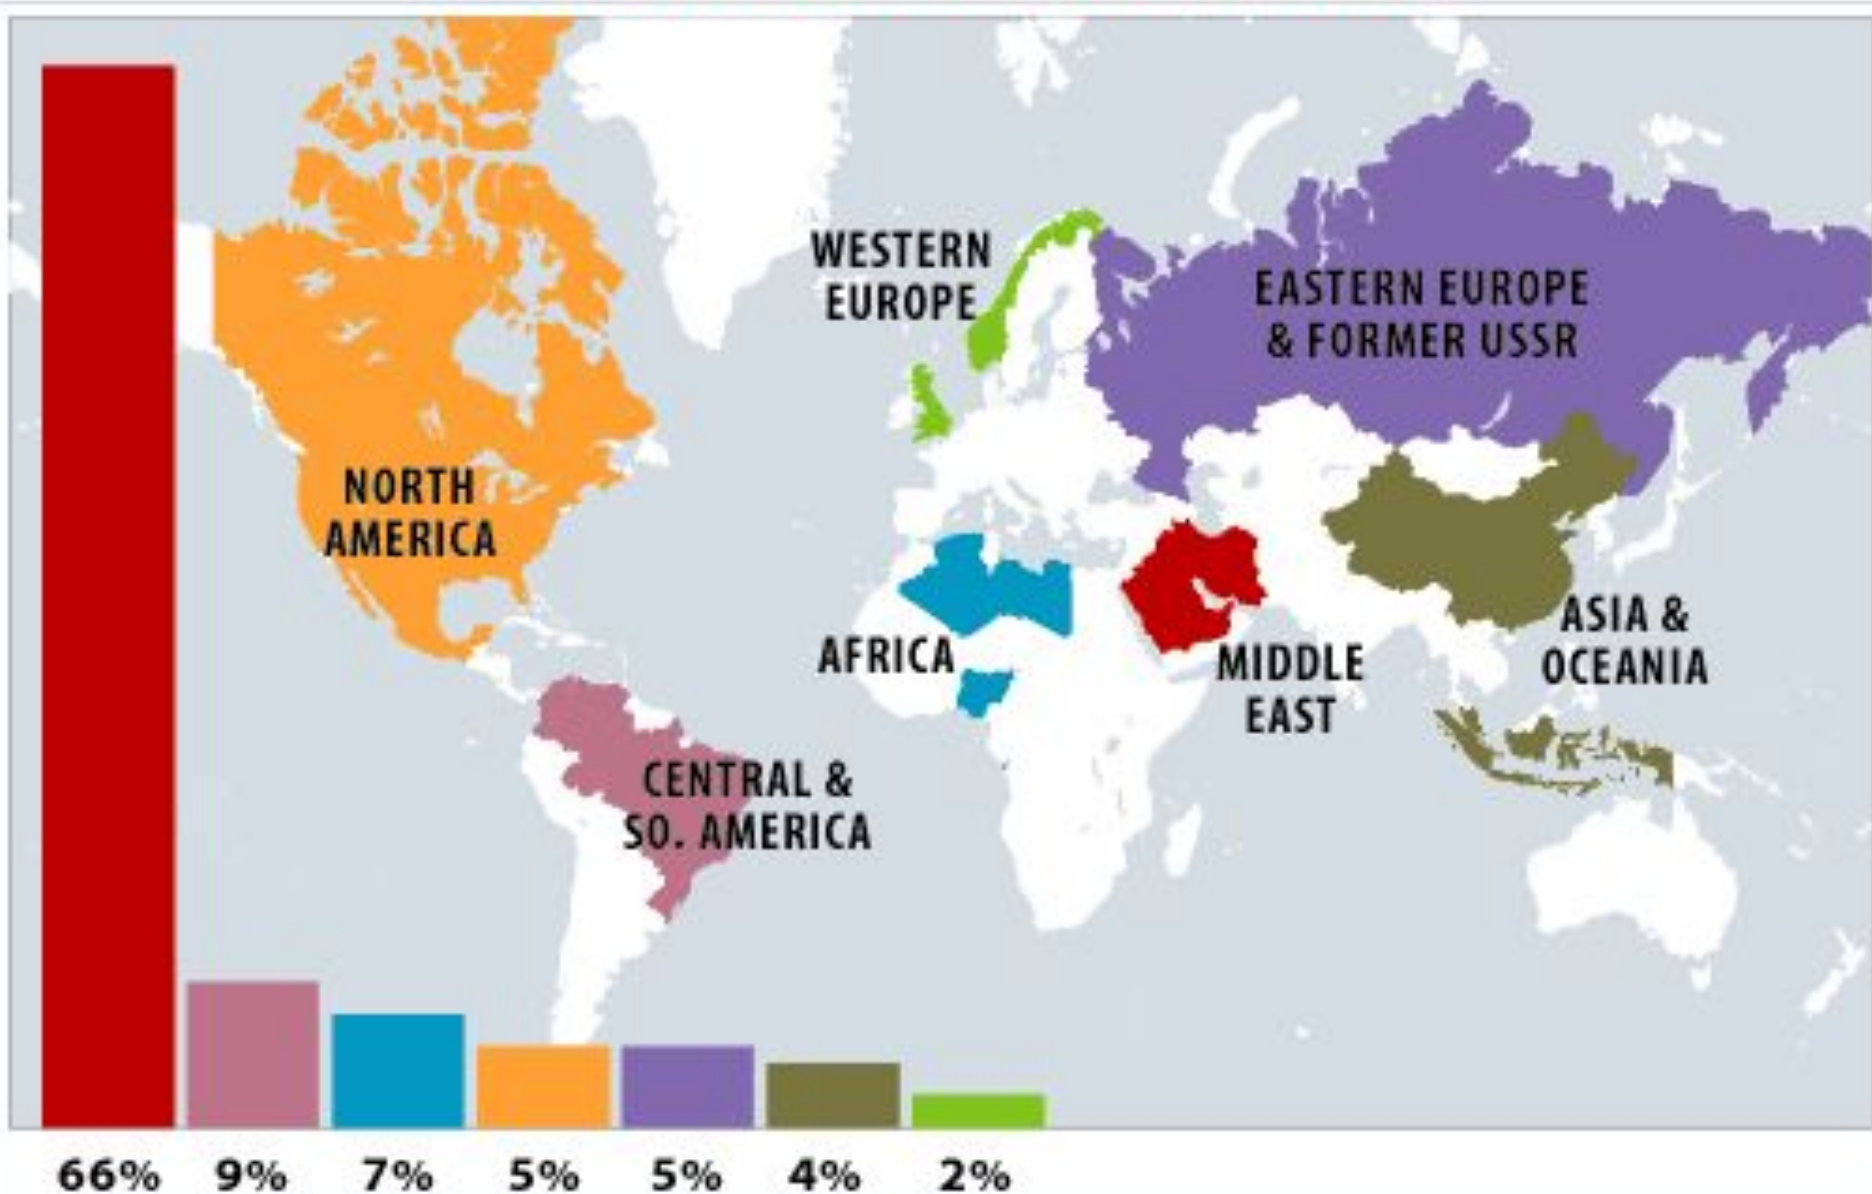 WESTERN
EUROPE
EASTERN EUROPE
& FORMER USSR
NORTH
AMERICA
AFRICA
MIDDLE
EAST
ASIA &
OCEANIA
CENTRAL &
SO. AMERICA
66% 9% 7% 5% 5% 4% 2%